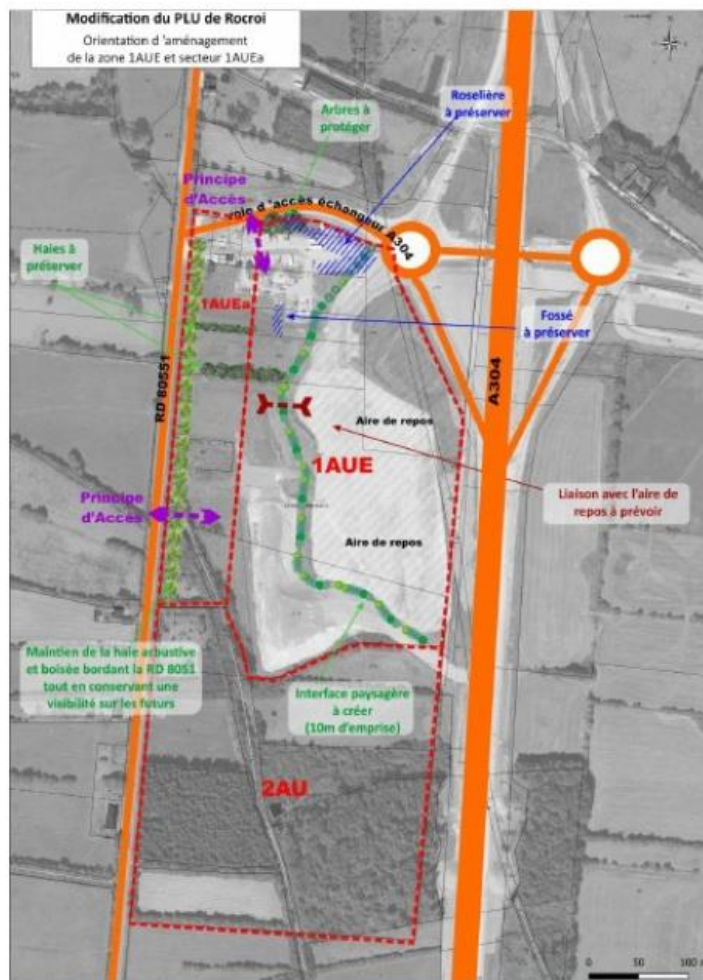 Modification du PLU de Rocroi
Orientation d 'aménagement
de la zone 1AUE et secteur 1AUEa
Arbres à
protéger
Roselière
à préserver
Principe
d'Accès
voie d 'accès échangeur A304
Haies à
préserver
1AUEa
Fossé
à préserver
RD 80551
A304
Aire de repos
1AUE
Principe
d'Accès
Liaison avec l'aire de
repos à prévoir
Aire de repos
Maintien de la haie arbustive
et boisée bordant la RD 8051
tout en conservant une
visibilité sur les futurs
Interface paysagère
à créer
(10m d'emprise)
2AU
0 50 100 m